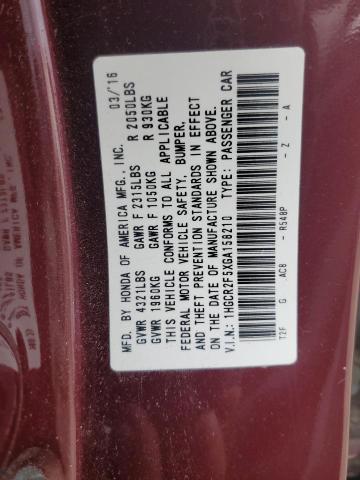 MFD. BY HONDA OF AMERICA MFG., INC. 03/'16
GVWR 4321LBS GAWR F 2315LBS R 2050LBS
GVWR 1960KG GAWR F 1050KG R 930KG
THIS VEHICLE CONFORMS TO ALL APPLICABLE
FEDERAL MOTOR VEHICLE SAFETY, BUMPER,
AND THEFT PREVENTION STANDARDS IN EFFECT
ON THE DATE OF MANUFACTURE SHOWN ABOVE.
V.I.N.: 1HGCR2F5XGA158210 TYPE: PASSENGER CAR
T2F G AC8 - R548P - Z - A